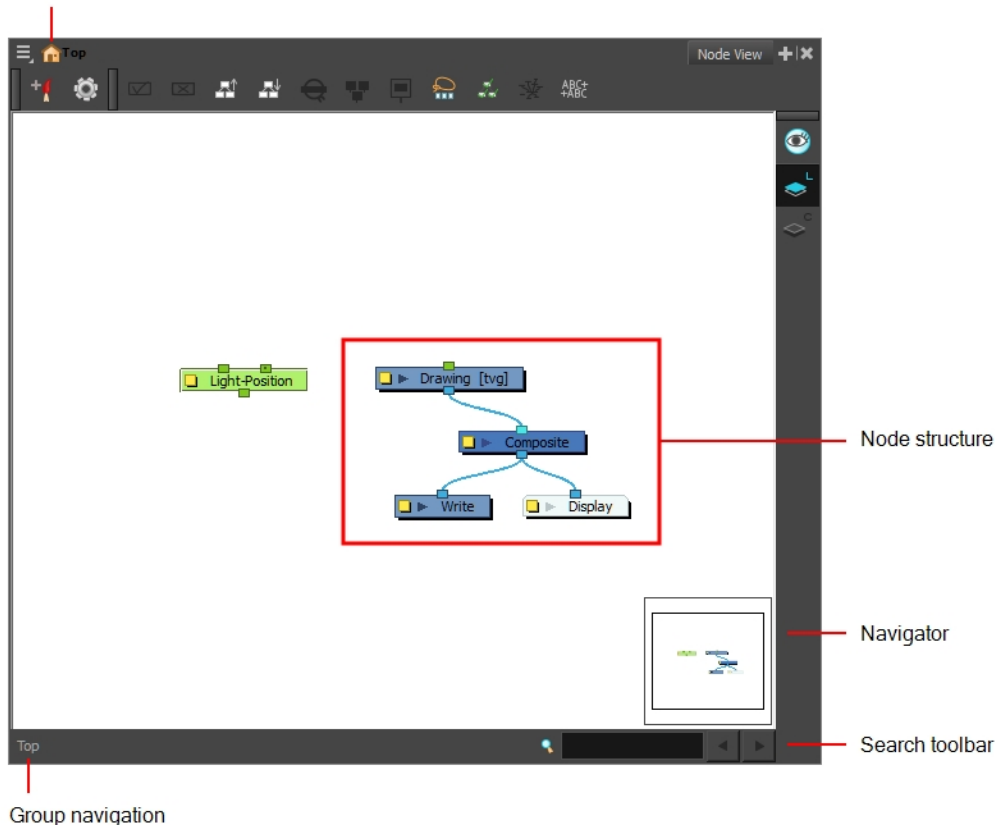 Top
Node View
ABC+
+ABC
L
C
Light-Position
Drawing [tvg]
Composite
Node structure
Write
Display
Navigator
Top
Search toolbar
Group navigation